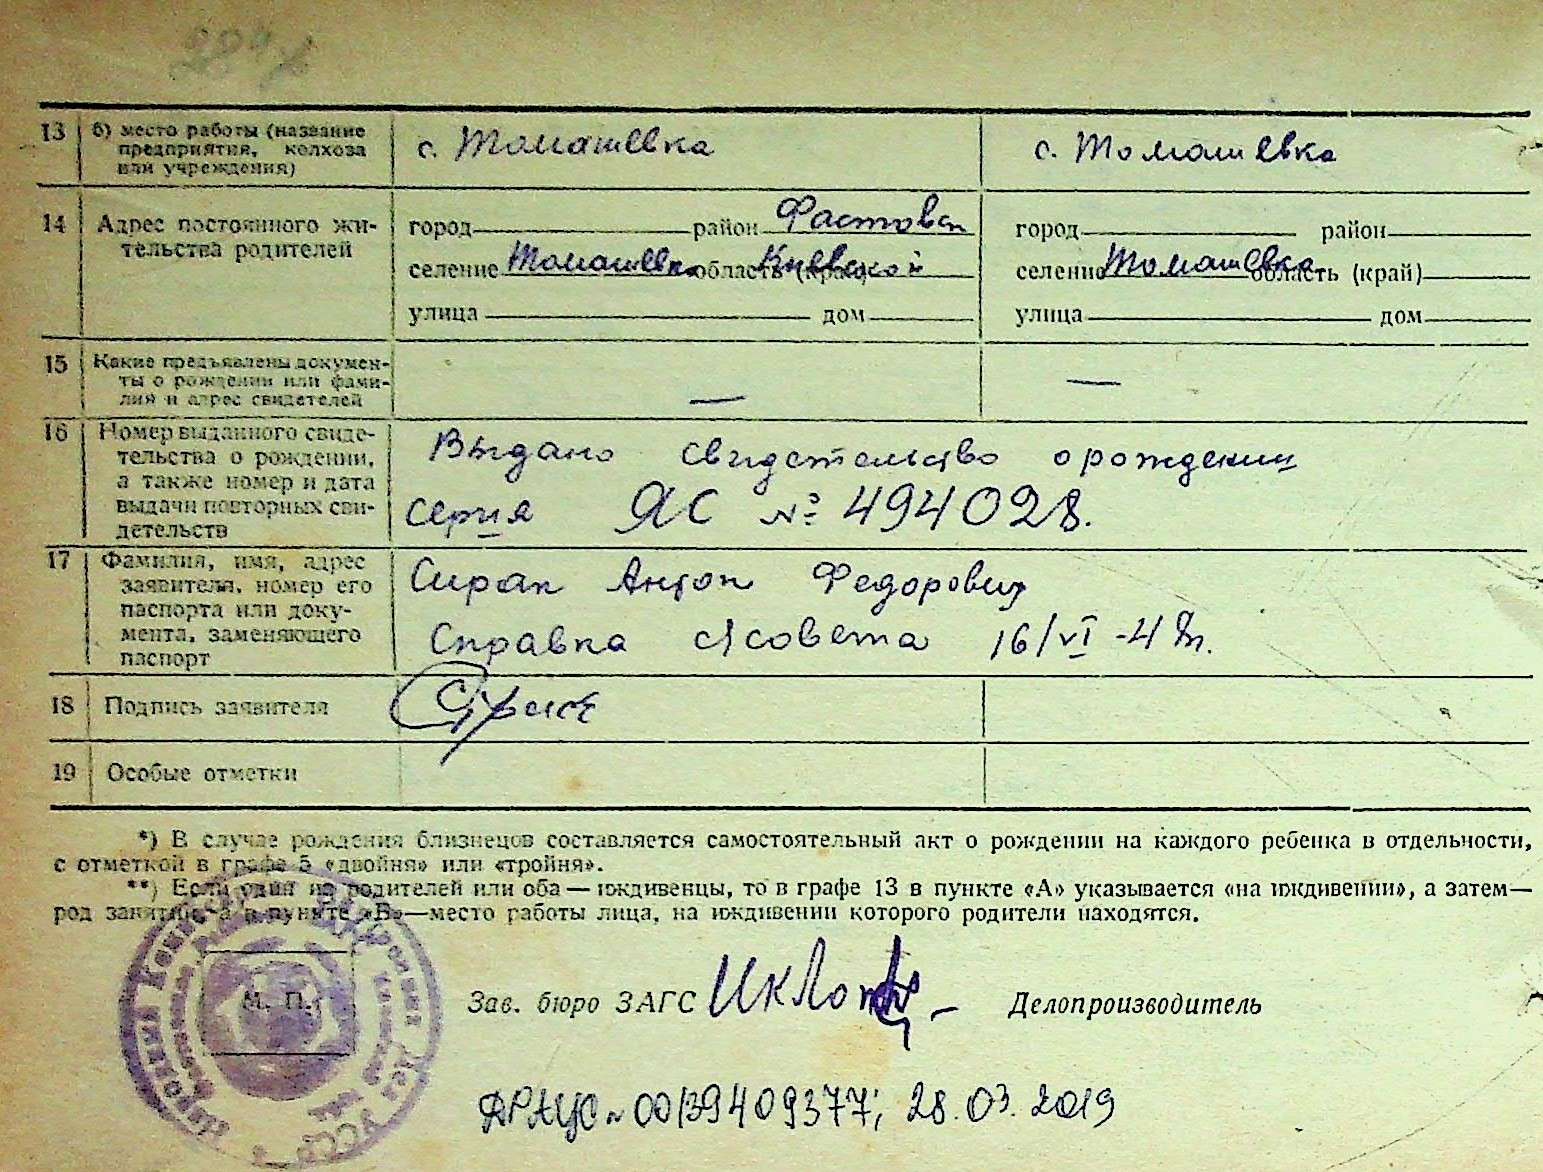 13 б) место работы (название предприятия, колхоза или учреждения) с. Томашевка с. Томашевка
14 Адрес постоянного жительства родителей
город район Фастовск город район
селение Томашевка область (край) Киевской селение Томашевка область (край)
улица дом улица дом
15 Какие предъявлены документы о рождении или фамилия и адрес свидетелей — —
16 Номер выданного свидетельства о рождении, а также номер и дата выдачи повторных свидетельств
Выдано свидетельство о рождении
серия ЯС № 494028.
17 Фамилия, имя, адрес заявителя, номер его паспорта или документа, заменяющего паспорт
Сирак Антон Федорович
Справка с/совета 16/VI-48г.
18 Подпись заявителя
19 Особые отметки
*) В случае рождения близнецов составляется самостоятельный акт о рождении на каждого ребенка в отдельности,
с отметкой в графе 5 «двойня» или «тройня».
**) Если один из родителей или оба — иждивенцы, то в графе 13 в пункте «А» указывается «на иждивении», а затем—
род занятий, а в пункте «В»—место работы лица, на иждивении которого родители находятся.
М. П.
Зав. бюро ЗАГС Делопроизводитель
ДРАЦС № 00139409377; 28.03.2019